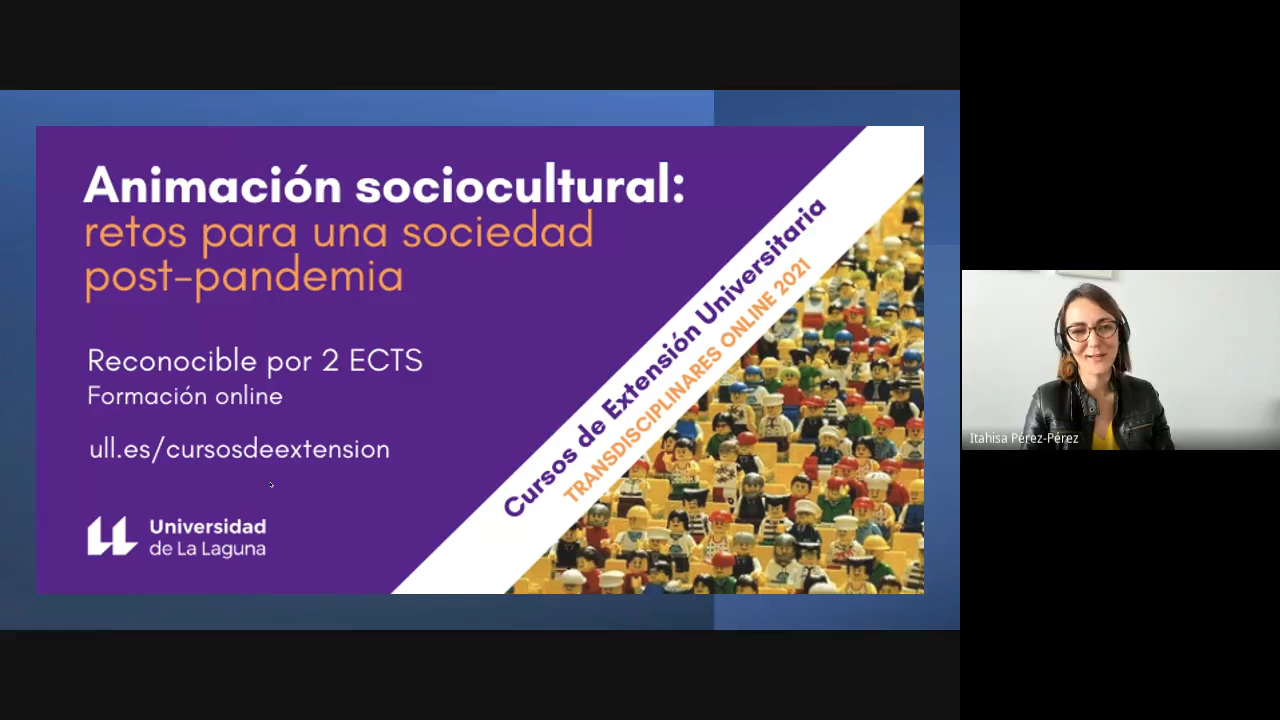 Animación sociocultural:
retos para una sociedad
post-pandemia
Reconocible por 2 ECTS
Formación online
ull.es/cursosdeextension
Universidad
de La Laguna
Cursos de Extensión Universitaria
TRANSDISCIPLINARES ONLINE 2021
Itahisa Pérez-Pérez